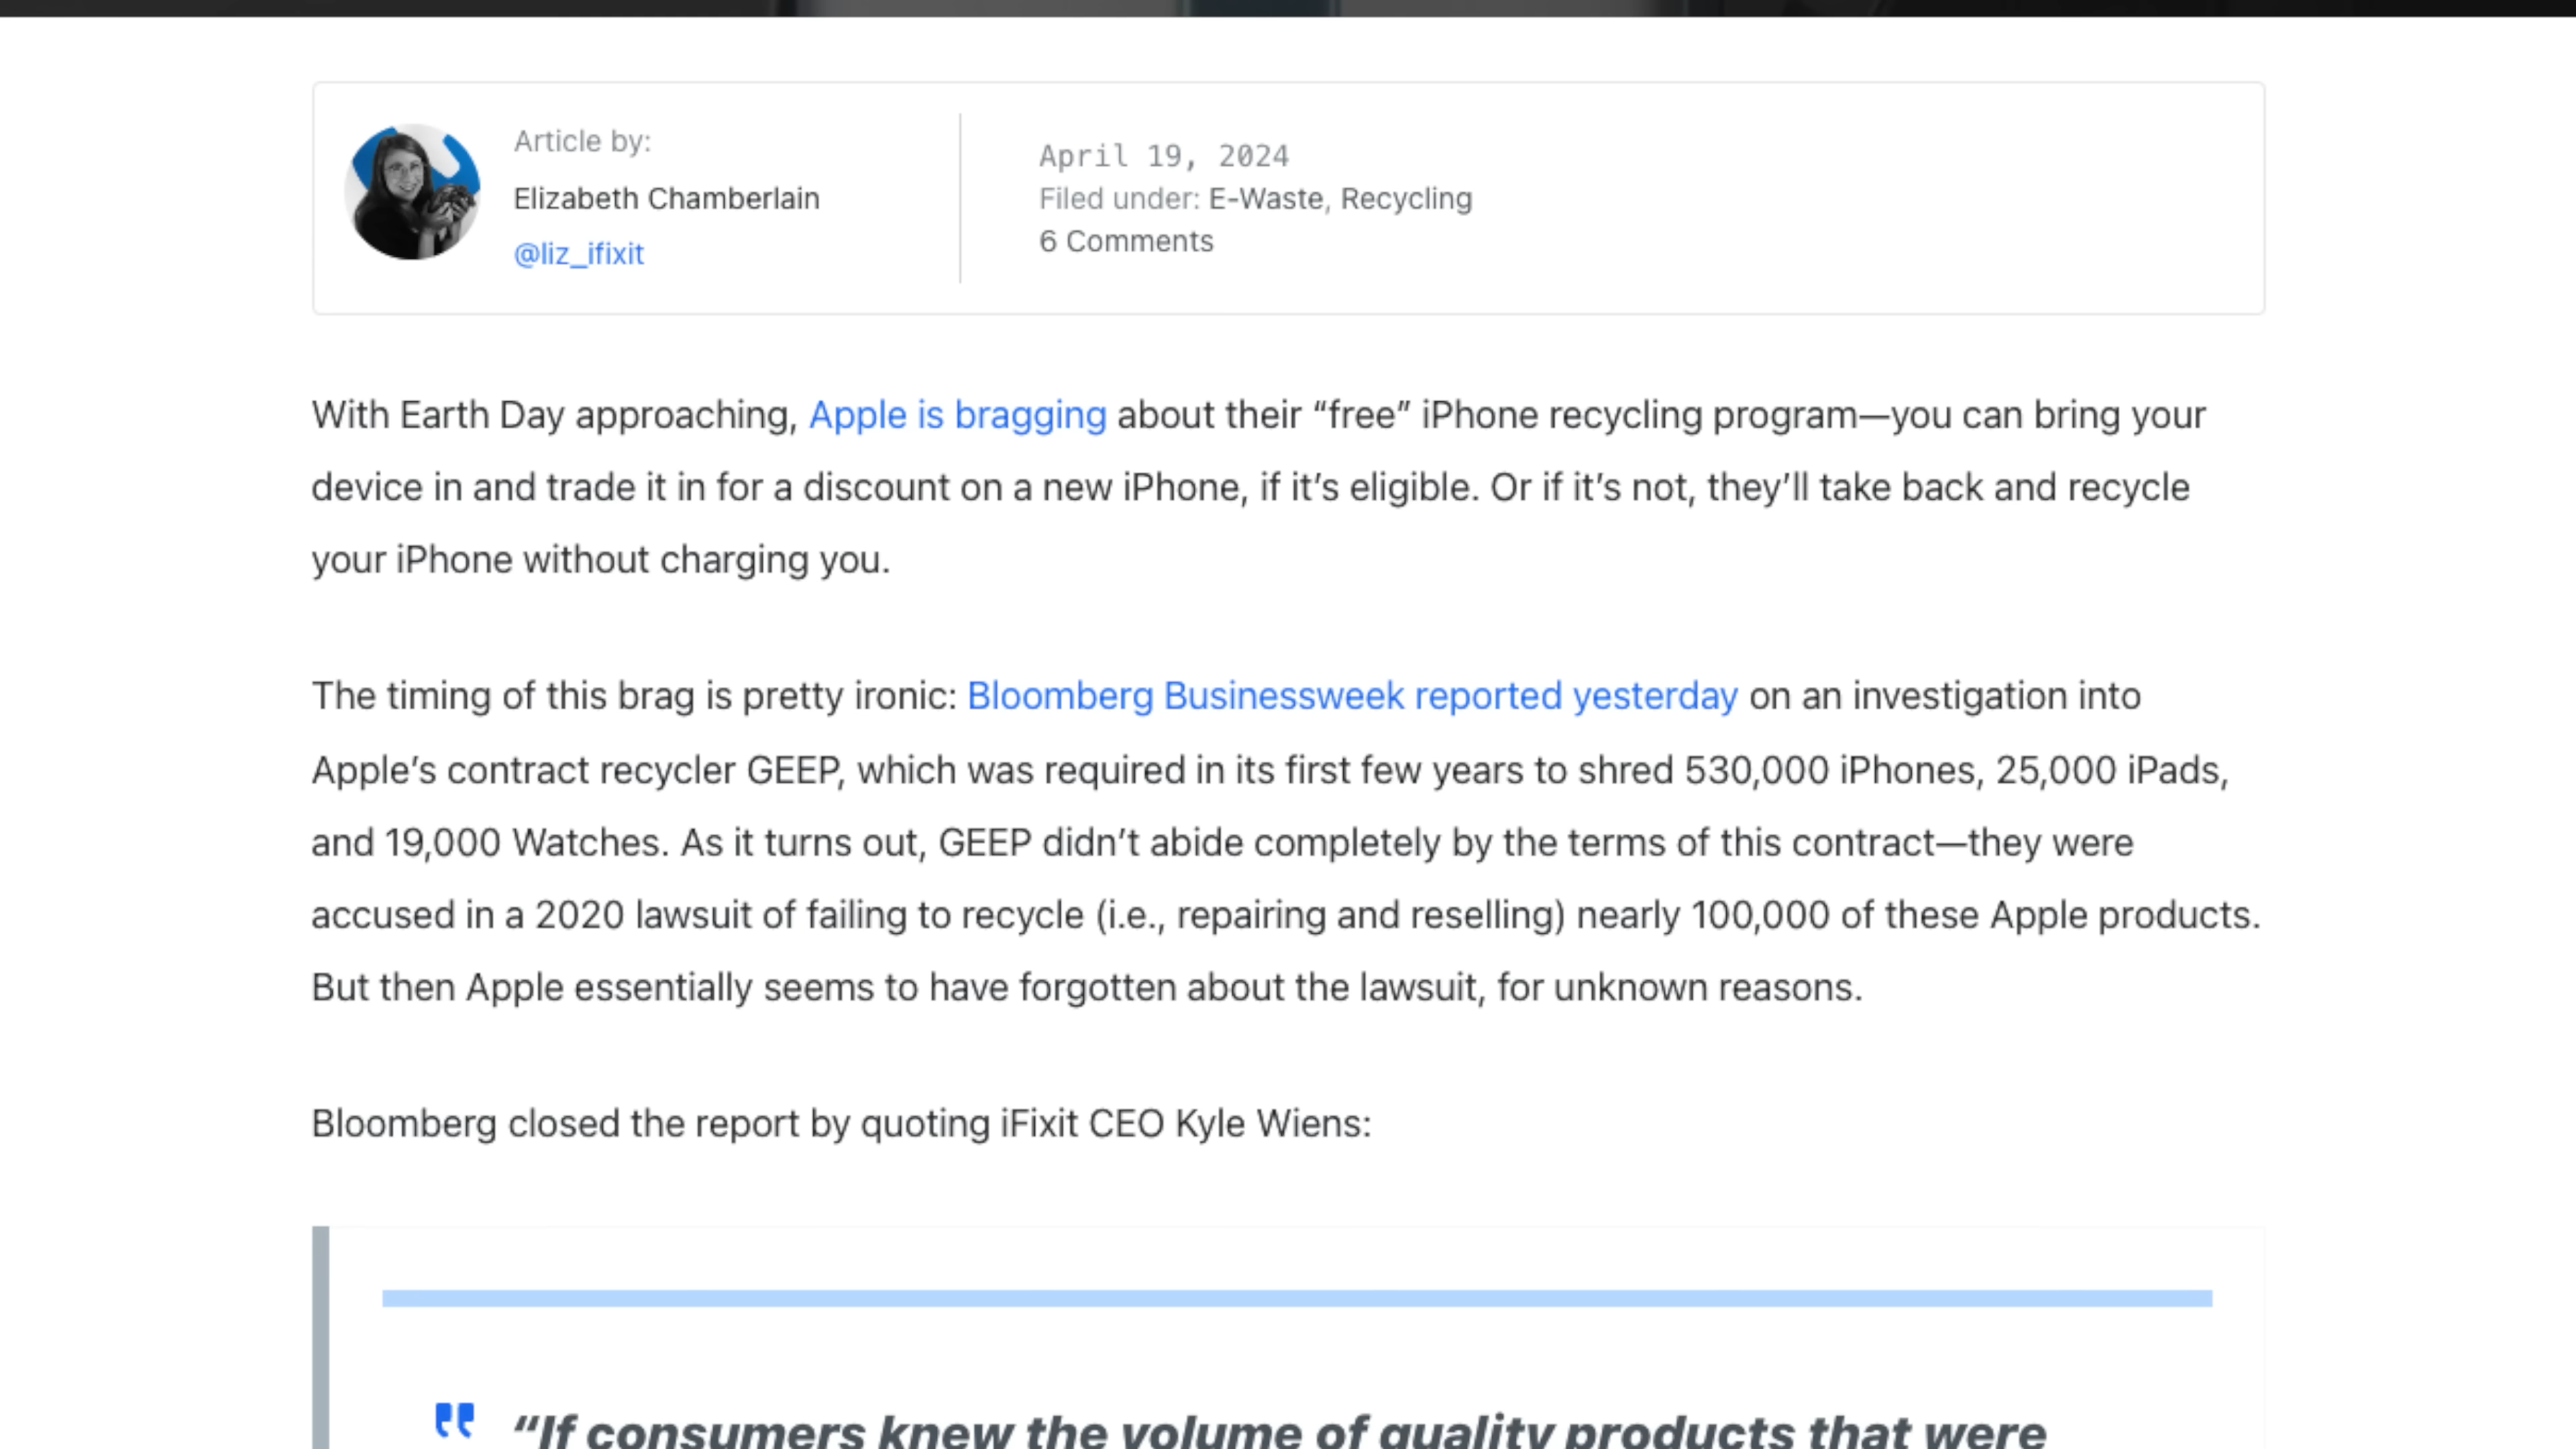 Article by:
Elizabeth Chamberlain
@liz_ifixit
April 19, 2024
Filed under: E-Waste, Recycling
6 Comments
With Earth Day approaching, Apple is bragging about their “free” iPhone recycling program—you can bring your
device in and trade it in for a discount on a new iPhone, if it’s eligible. Or if it’s not, they’ll take back and recycle
your iPhone without charging you.
The timing of this brag is pretty ironic: Bloomberg Businessweek reported yesterday on an investigation into
Apple’s contract recycler GEEP, which was required in its first few years to shred 530,000 iPhones, 25,000 iPads,
and 19,000 Watches. As it turns out, GEEP didn’t abide completely by the terms of this contract—they were
accused in a 2020 lawsuit of failing to recycle (i.e., repairing and reselling) nearly 100,000 of these Apple products.
But then Apple essentially seems to have forgotten about the lawsuit, for unknown reasons.
Bloomberg closed the report by quoting iFixit CEO Kyle Wiens:
“If consumers knew the volume of quality products that were